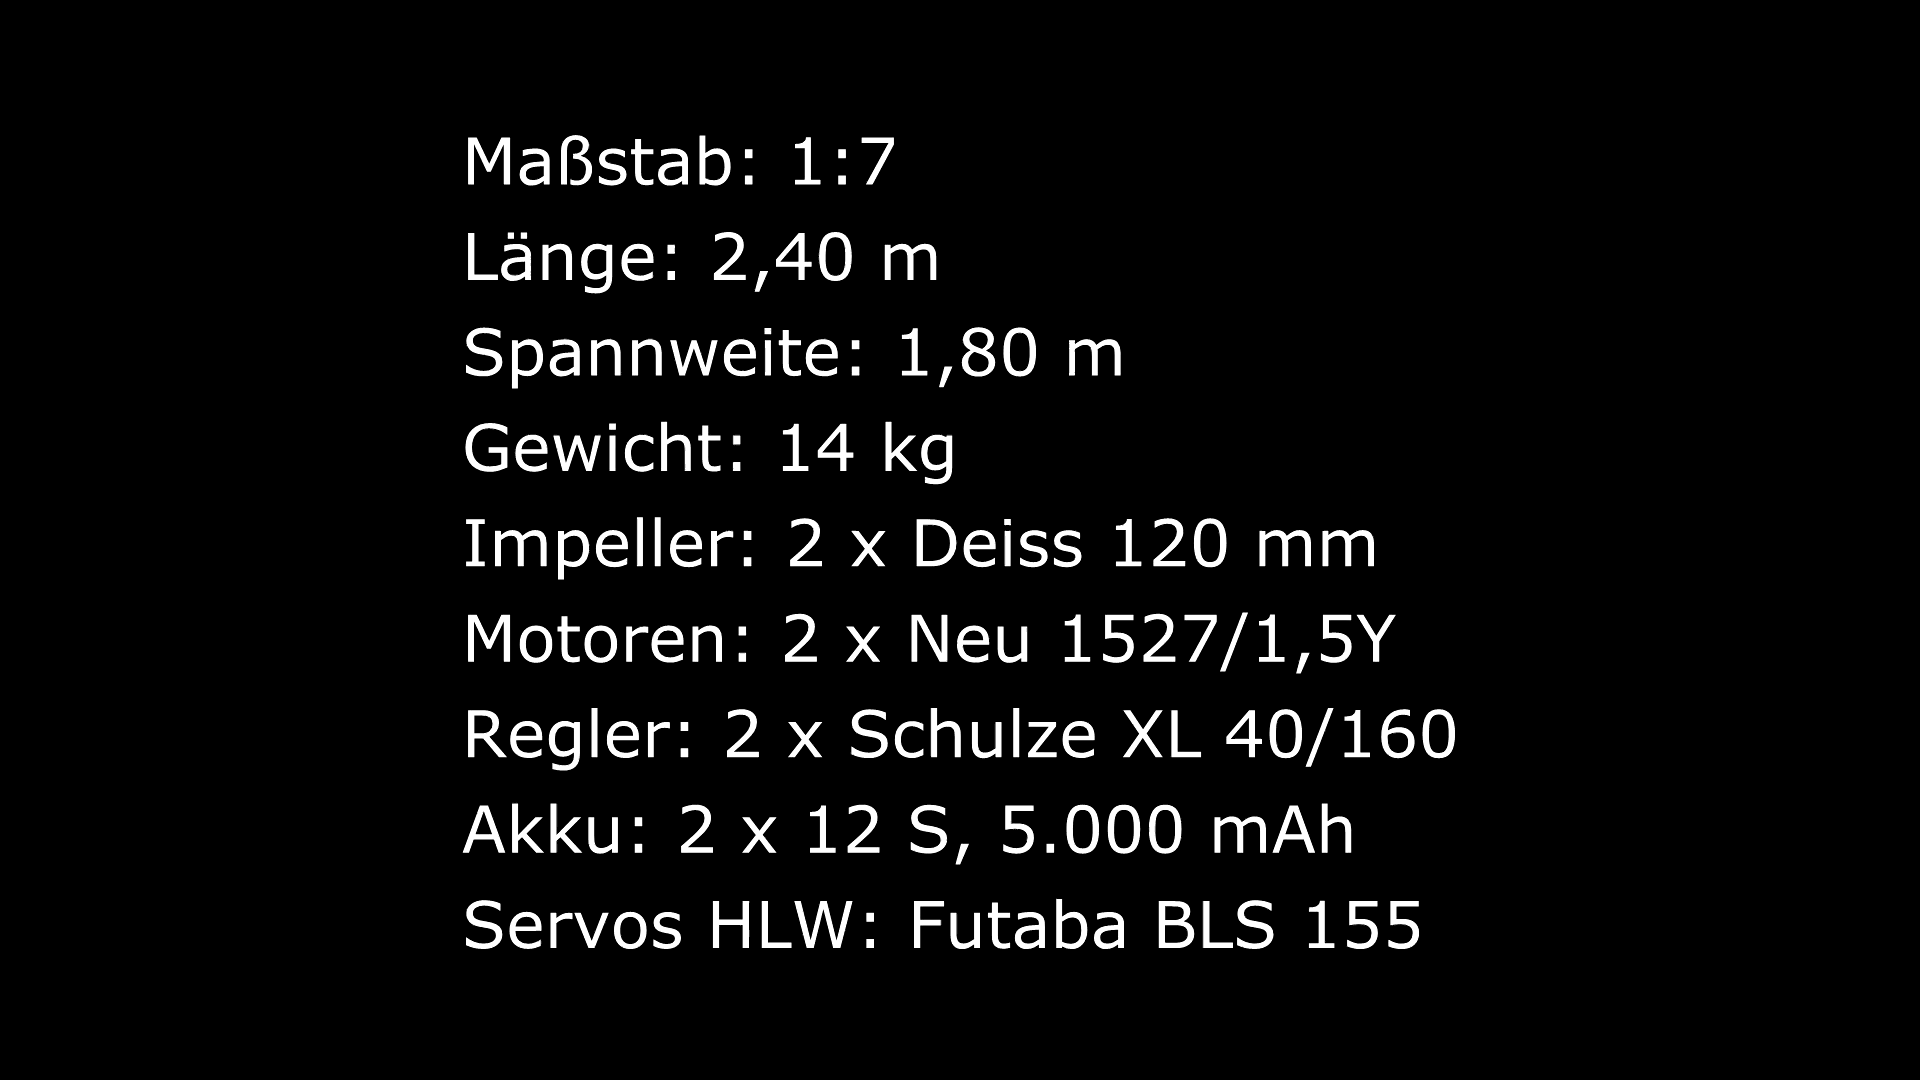 Maßstab: 1:7
Länge: 2,40 m
Spannweite: 1,80 m
Gewicht: 14 kg
Impeller: 2 x Deiss 120 mm
Motoren: 2 x Neu 1527/1,5Y
Regler: 2 x Schulze XL 40/160
Akku: 2 x 12 S, 5.000 mAh
Servos HLW: Futaba BLS 155